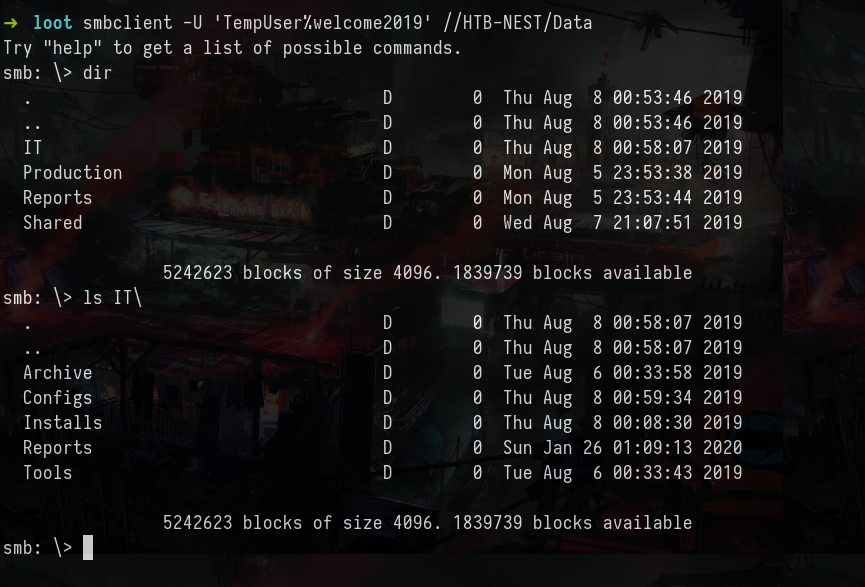 → loot smbclient -U 'TempUser%welcome2019' //HTB-NEST/Data
Try "help" to get a list of possible commands.
smb: \> dir
. D 0 Thu Aug 8 00:53:46 2019
.. D 0 Thu Aug 8 00:53:46 2019
IT D 0 Thu Aug 8 00:58:07 2019
Production D 0 Mon Aug 5 23:53:38 2019
Reports D 0 Mon Aug 5 23:53:44 2019
Shared D 0 Wed Aug 7 21:07:51 2019
5242623 blocks of size 4096. 1839739 blocks available
smb: \> ls IT\
. D 0 Thu Aug 8 00:58:07 2019
.. D 0 Thu Aug 8 00:58:07 2019
Archive D 0 Tue Aug 6 00:33:58 2019
Configs D 0 Thu Aug 8 00:59:34 2019
Installs D 0 Thu Aug 8 00:08:30 2019
Reports D 0 Sun Jan 26 01:09:13 2020
Tools D 0 Tue Aug 6 00:33:43 2019
5242623 blocks of size 4096. 1839739 blocks available
smb: \>